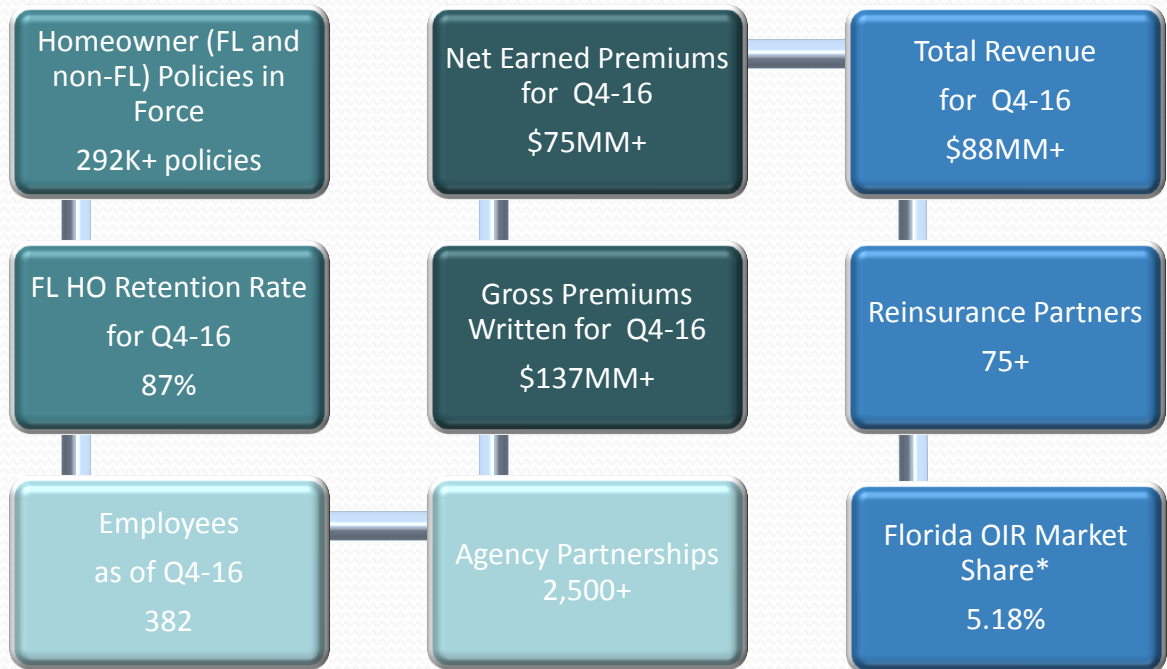 Homeowner (FL and
non-FL) Policies in
Force
292K+ policies
FL HO Retention Rate
for Q4-16
87%
Employees
as of Q4-16
382
Agency Partnerships
2,500+
Gross Premiums
Written for Q4-16
$137MM+
Net Earned Premiums
for Q4-16
$75MM+
Total Revenue
for Q4-16
$88MM+
Reinsurance Partners
75+
Florida OIR Market
Share*
5.18%